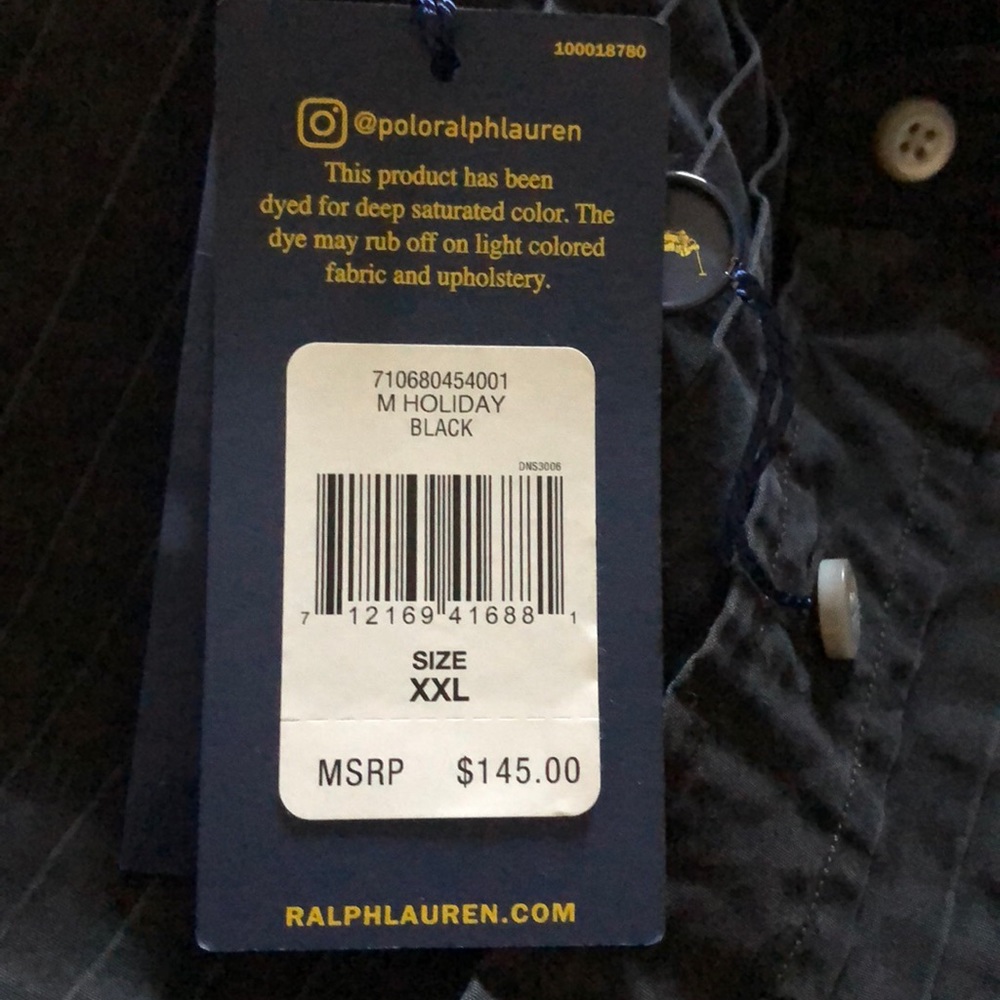 100018780
@poloralphlauren
This product has been
dyed for deep saturated color. The
dye may rub off on light colored
fabric and upholstery.
710680454001
M HOLIDAY
BLACK
DNS3006
7 12169 41688 1
SIZE
XXL
MSRP $145.00
RALPHLAUREN.COM